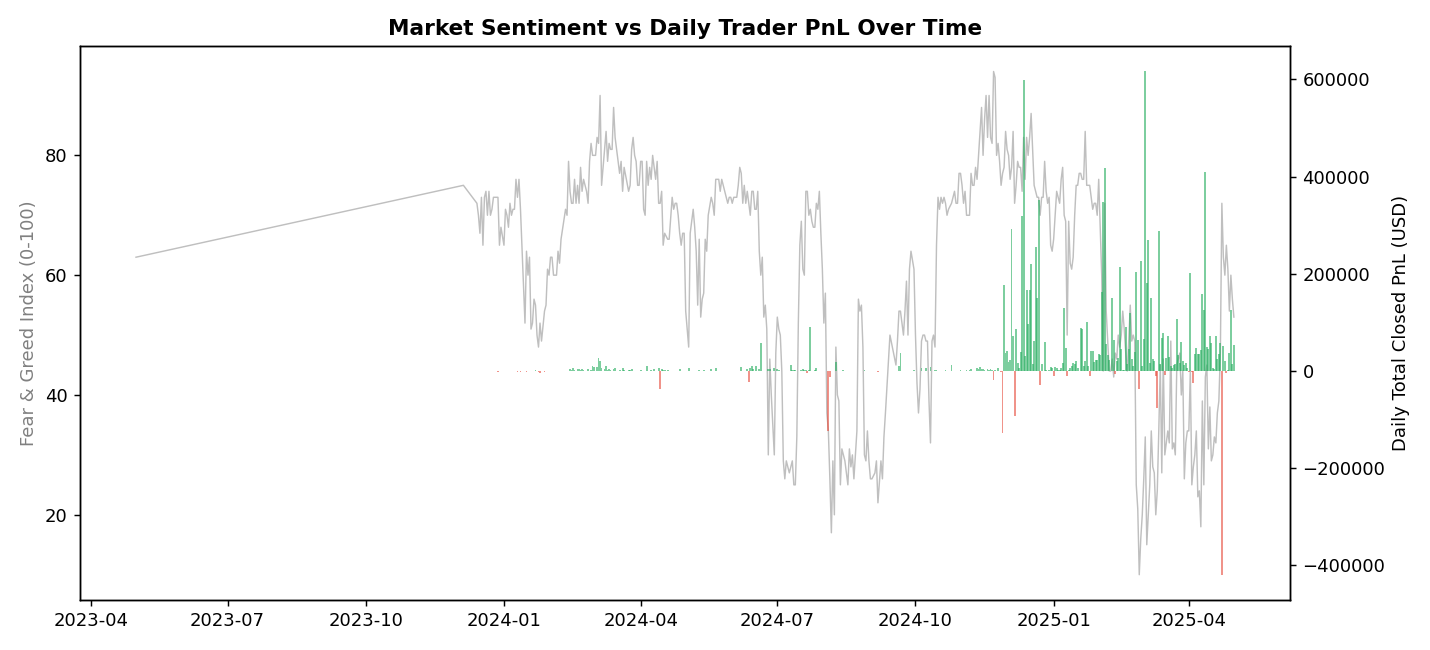 Market Sentiment vs Daily Trader PnL Over Time
Fear & Greed Index (0-100)
80
60
40
20
600000
400000
200000
0
−200000
−400000
Daily Total Closed PnL (USD)
2023-04 2023-07 2023-10 2024-01 2024-04 2024-07 2024-10 2025-01 2025-04